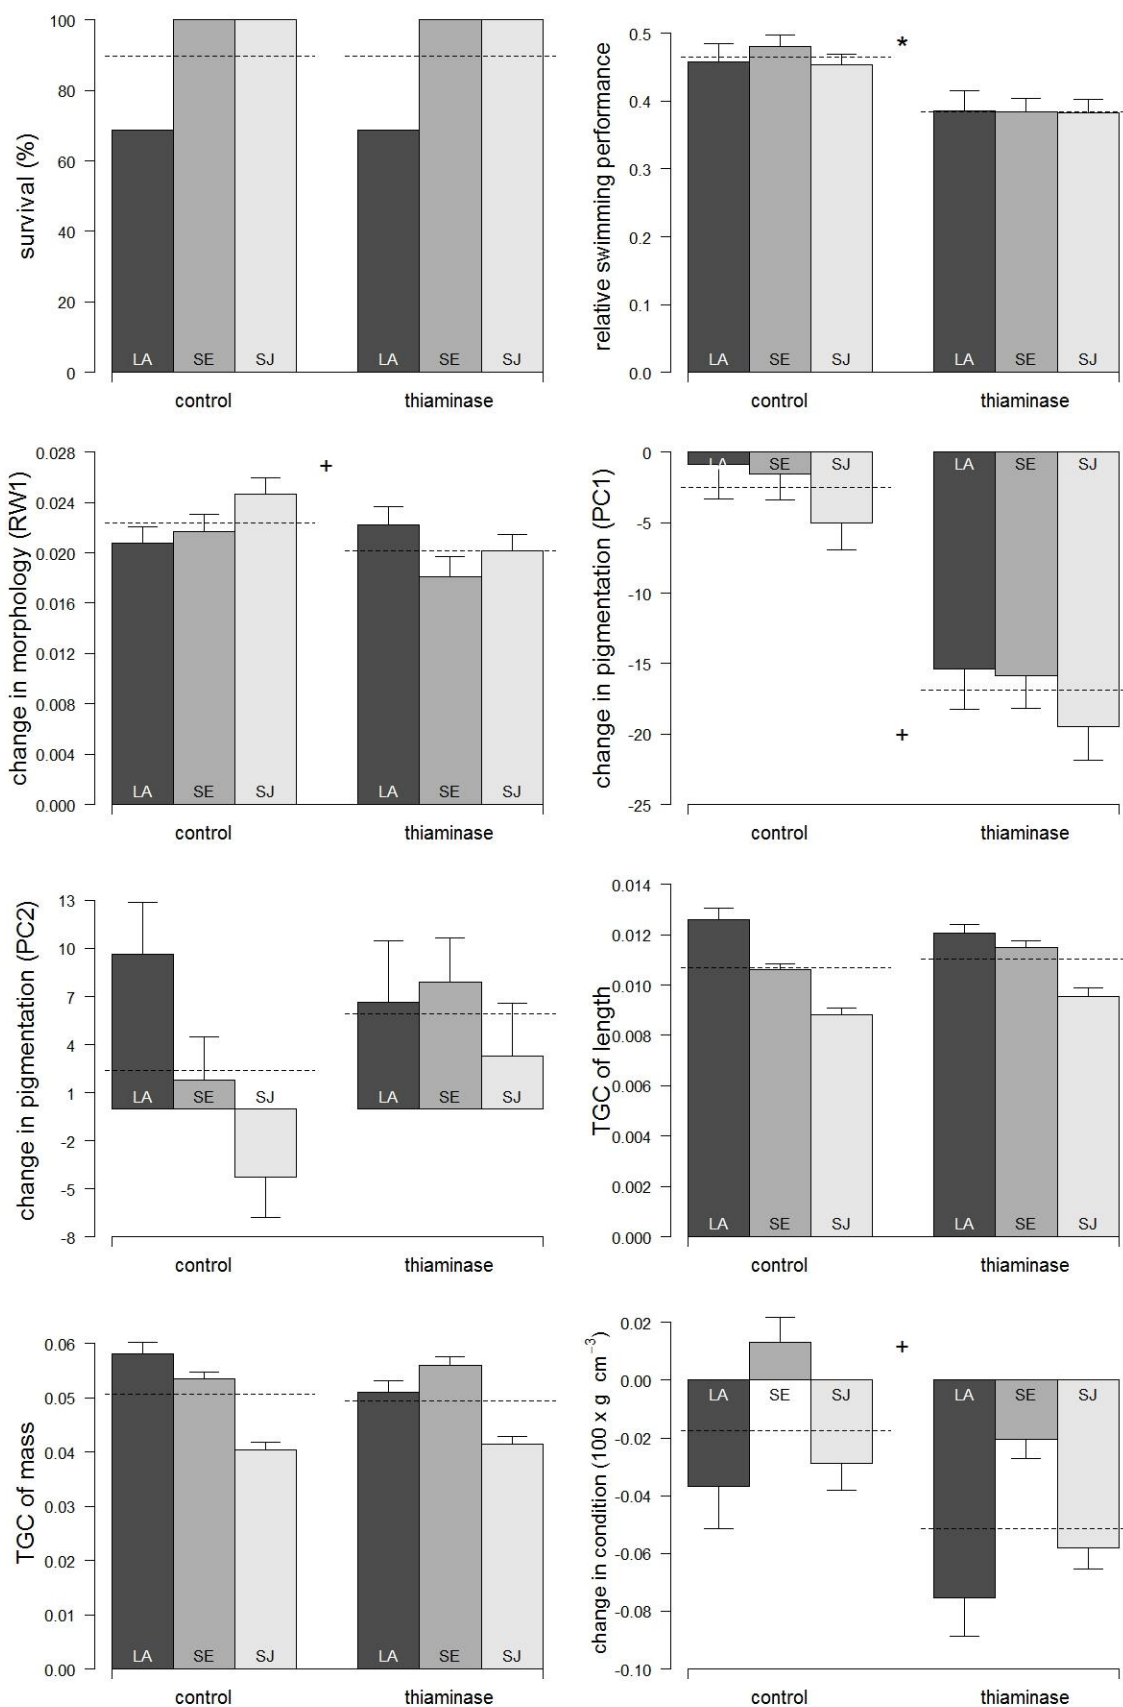 survival (%)
100
80
60
40
20
0
LA SE SJ LA SE SJ
control thiaminase
relative swimming performance
0.5
0.4
0.3
0.2
0.1
0.0
*
LA SE SJ LA SE SJ
control thiaminase
change in morphology (RW1)
0.028
0.024
0.020
0.016
0.012
0.008
0.004
0.000
+
LA SE SJ LA SE SJ
control thiaminase
change in pigmentation (PC1)
0
-5
-10
-15
-20
-25
LA SE SJ LA SE SJ
+
control thiaminase
change in pigmentation (PC2)
13
10
7
4
1
-2
-5
-8
LA SE SJ LA SE SJ
control thiaminase
TGC of length
0.014
0.012
0.010
0.008
0.006
0.004
0.002
0.000
LA SE SJ LA SE SJ
control thiaminase
TGC of mass
0.06
0.05
0.04
0.03
0.02
0.01
0.00
LA SE SJ LA SE SJ
control thiaminase
change in condition (100 x g cm⁻³)
0.02
0.00
-0.02
-0.04
-0.06
-0.08
-0.10
+
LA SE SJ LA SE SJ
control thiaminase